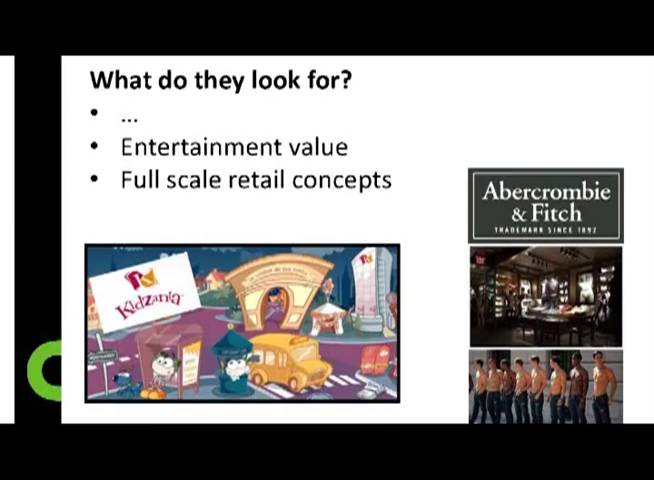 What do they look for?
• ...
• Entertainment value
• Full scale retail concepts
Abercrombie
& Fitch
TRADEMARK SINCE 1892
KidZania